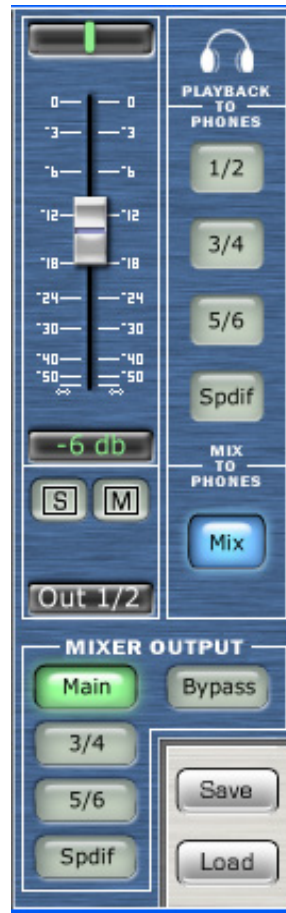 PLAYBACK
TO
PHONES
0 0
-3 -3
-6 -6
-12 -12
-18 -18
-24 -24
-30 -30
-40 -40
-50 -50
∞ ∞
1/2
3/4
5/6
Spdif
-6 db
MIX
TO
PHONES
S M
Mix
Out 1/2
MIXER OUTPUT
Main Bypass
3/4
5/6
Spdif
Save
Load